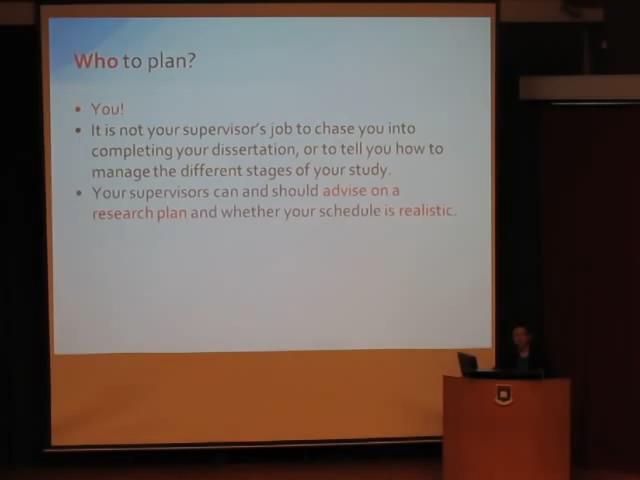 Who to plan?
• You!
• It is not your supervisor's job to chase you into
completing your dissertation, or to tell you how to
manage the different stages of your study.
• Your supervisors can and should advise on a
research plan and whether your schedule is realistic.